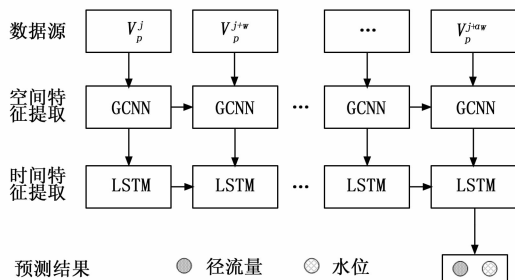 数据源 V_p^j V_p^{j+w} ··· V_p^{j+aw}
空间特征提取 GCNN GCNN ··· GCNN GCNN
时间特征提取 LSTM LSTM ··· LSTM LSTM
预测结果 径流量 水位